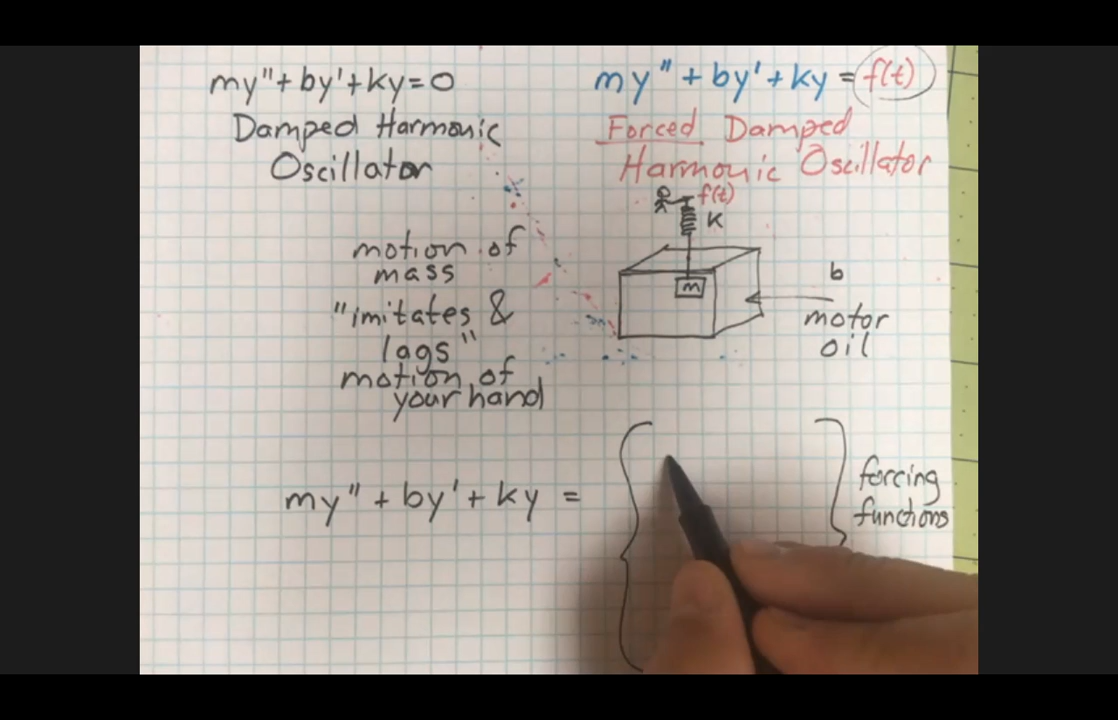 my"+by'+ky=0
Damped Harmonic
Oscillator
my"+by'+ky=f(t)
Forced Damped
Harmonic Oscillator
f(t)
K
m
b
motor
oil
motion of
mass
"imitates &
lags"
motion of
your hand
my"+by'+ky =
forcing
functions